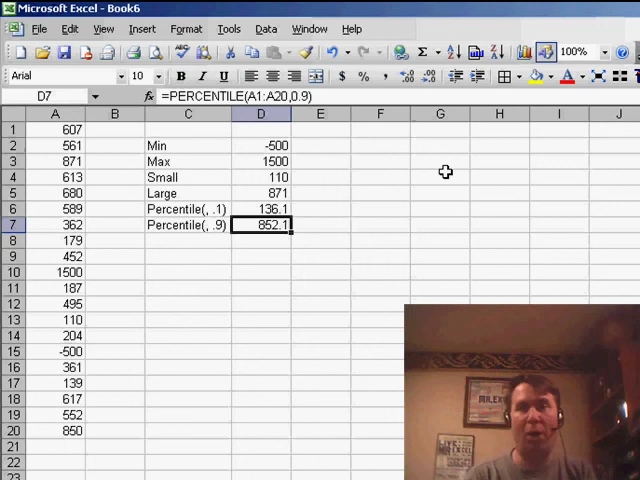 Microsoft Excel - Book6
File Edit View Insert Format Tools Data Window Help
100%
Arial 10 B I U $ % ,
D7 fx =PERCENTILE(A1:A20,0.9)
A B C D E F G H I J
1 607
2 561 Min -500
3 871 Max 1500
4 613 Small 110
5 680 Large 871
6 589 Percentile(, .1) 136.1
7 362 Percentile(, .9) 852.1
8 179
9 452
10 1500
11 187
12 495
13 110
14 204
15 -500
16 361
17 139
18 617
19 552
20 850
21
22
23
MR.EXCEL